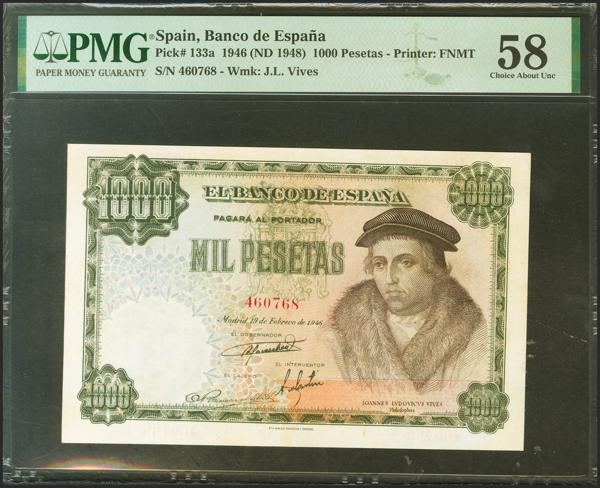 PMG
PAPER MONEY GUARANTY
Spain, Banco de España
Pick# 133a 1946 (ND 1948) 1000 Pesetas - Printer: FNMT
S/N 460768 - Wmk: J.L. Vives
58
Choice About Unc
1000
1000
EL BANCO DE ESPAÑA
PAGARÁ AL PORTADOR
MIL PESETAS
460768
Madrid 19 de Febrero de 1946
EL GOBERNADOR
EL INTERVENTOR
EL CAJERO
1000
JOANNES LUDOVICUS VIVES
1000